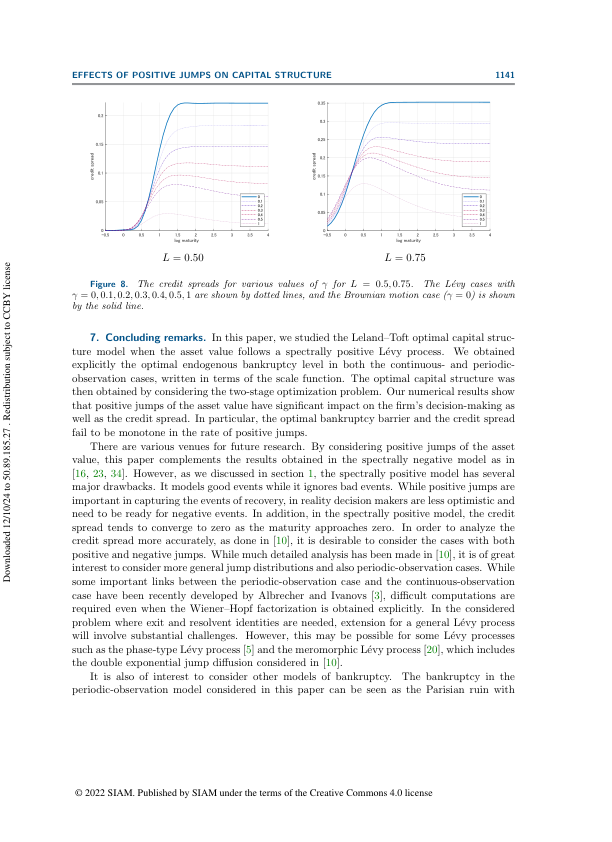 EFFECTS OF POSITIVE JUMPS ON CAPITAL STRUCTURE 1141
credit spread
0.3
0.15
0.1
0.05
0
-0.5 0 0.5 1 1.5 2 2.5 3 3.5 4
log maturity
0
0.1
0.2
0.3
0.4
0.5
1
L = 0.50
credit spread
0.35
0.3
0.25
0.2
0.15
0.1
0.05
0
-0.5 0 0.5 1 1.5 2 2.5 3 3.5 4
log maturity
0
0.1
0.2
0.3
0.4
0.5
1
L = 0.75
Figure 8. The credit spreads for various values of γ for L = 0.5, 0.75. The Lévy cases with
γ = 0, 0.1, 0.2, 0.3, 0.4, 0.5, 1 are shown by dotted lines, and the Brownian motion case (γ = 0) is shown
by the solid line.
7. Concluding remarks. In this paper, we studied the Leland–Toft optimal capital struc-
ture model when the asset value follows a spectrally positive Lévy process. We obtained
explicitly the optimal endogenous bankruptcy level in both the continuous- and periodic-
observation cases, written in terms of the scale function. The optimal capital structure was
then obtained by considering the two-stage optimization problem. Our numerical results show
that positive jumps of the asset value have significant impact on the firm's decision-making as
well as the credit spread. In particular, the optimal bankruptcy barrier and the credit spread
fail to be monotone in the rate of positive jumps.
There are various venues for future research. By considering positive jumps of the asset
value, this paper complements the results obtained in the spectrally negative model as in
[16, 23, 34]. However, as we discussed in section 1, the spectrally positive model has several
major drawbacks. It models good events while it ignores bad events. While positive jumps are
important in capturing the events of recovery, in reality decision makers are less optimistic and
need to be ready for negative events. In addition, in the spectrally positive model, the credit
spread tends to converge to zero as the maturity approaches zero. In order to analyze the
credit spread more accurately, as done in [10], it is desirable to consider the cases with both
positive and negative jumps. While much detailed analysis has been made in [10], it is of great
interest to consider more general jump distributions and also periodic-observation cases. While
some important links between the periodic-observation case and the continuous-observation
case have been recently developed by Albrecher and Ivanovs [3], difficult computations are
required even when the Wiener–Hopf factorization is obtained explicitly. In the considered
problem where exit and resolvent identities are needed, extension for a general Lévy process
will involve substantial challenges. However, this may be possible for some Lévy processes
such as the phase-type Lévy process [5] and the meromorphic Lévy process [20], which includes
the double exponential jump diffusion considered in [10].
It is also of interest to consider other models of bankruptcy. The bankruptcy in the
periodic-observation model considered in this paper can be seen as the Parisian ruin with
© 2022 SIAM. Published by SIAM under the terms of the Creative Commons 4.0 license
Downloaded 12/10/24 to 50.89.185.27 . Redistribution subject to CCBY license